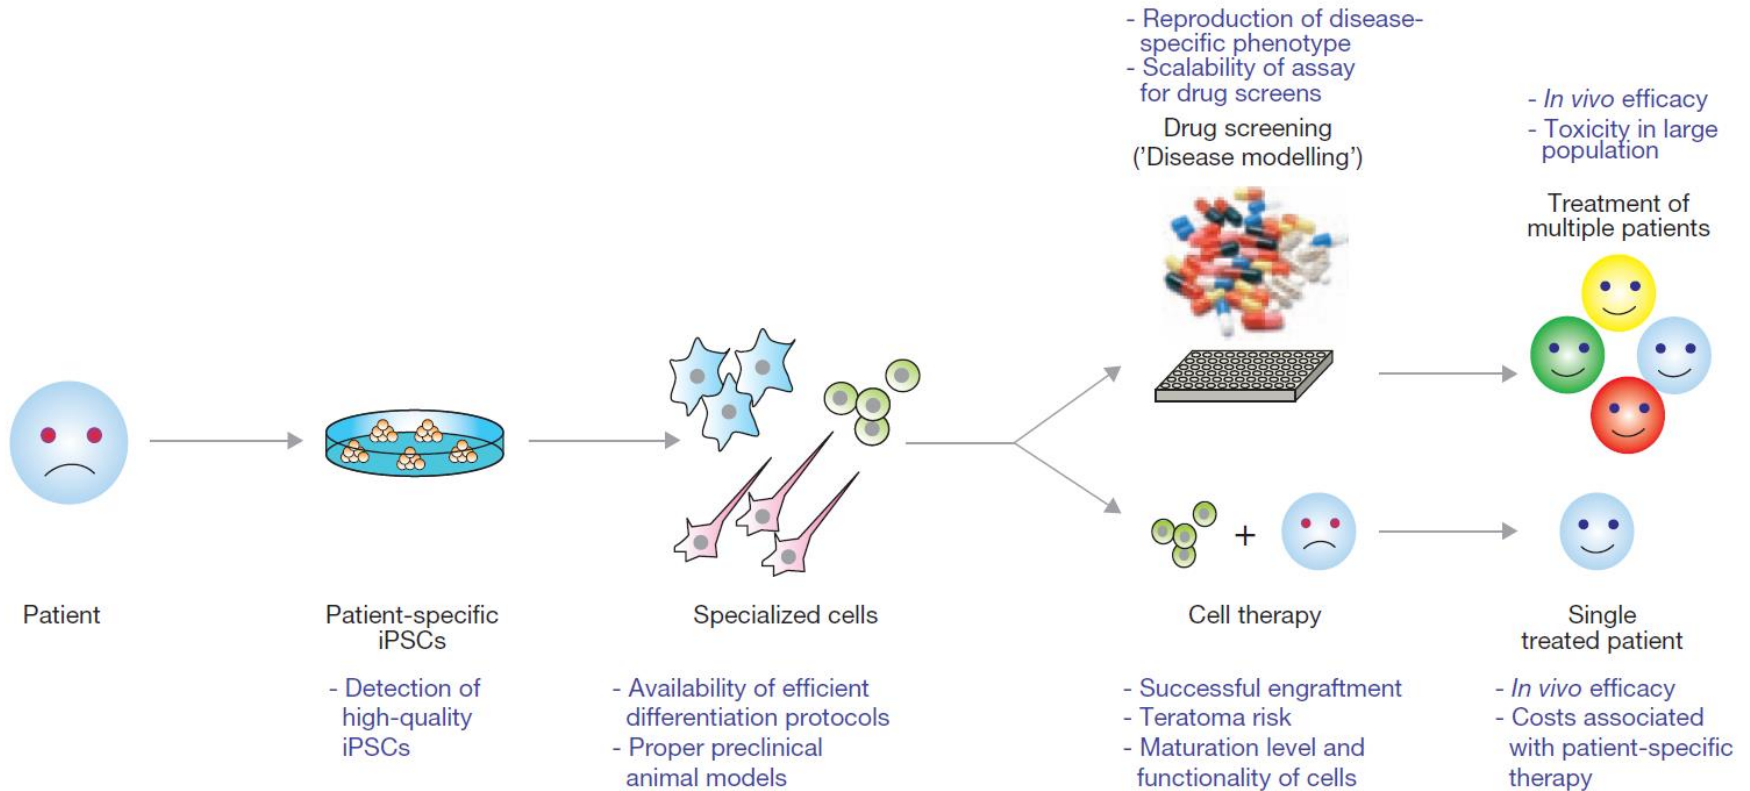 - Reproduction of disease-
specific phenotype
- Scalability of assay
for drug screens
Drug screening
('Disease modelling')
- In vivo efficacy
- Toxicity in large
population
Treatment of
multiple patients
+
Patient
Patient-specific
iPSCs
- Detection of
high-quality
iPSCs
Specialized cells
- Availability of efficient
differentiation protocols
- Proper preclinical
animal models
Cell therapy
- Successful engraftment
- Teratoma risk
- Maturation level and
functionality of cells
Single
treated patient
- In vivo efficacy
- Costs associated
with patient-specific
therapy